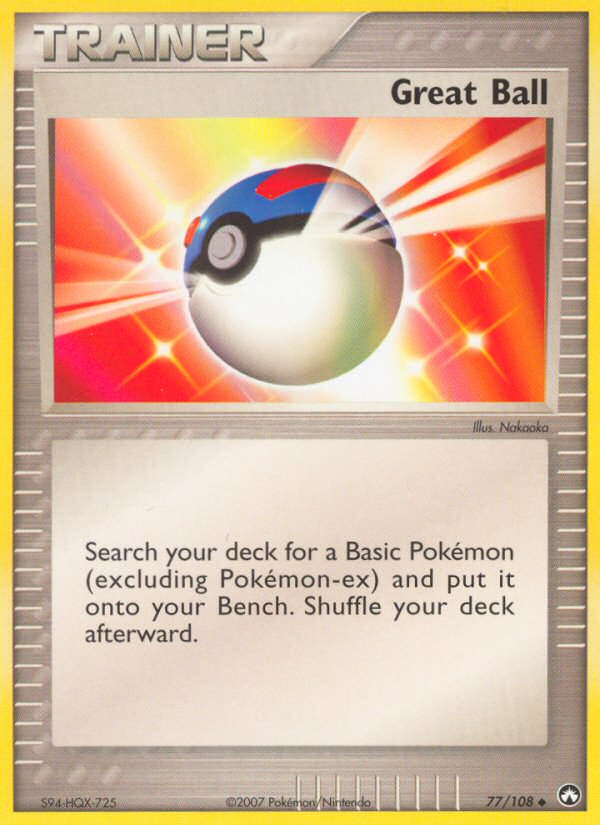 TRAINER
Great Ball
Illus. Nakaoka
Search your deck for a Basic Pokémon
(excluding Pokémon-ex) and put it
onto your Bench. Shuffle your deck
afterward.
S94-HQX-725
©2007 Pokémon/Nintendo
77/108